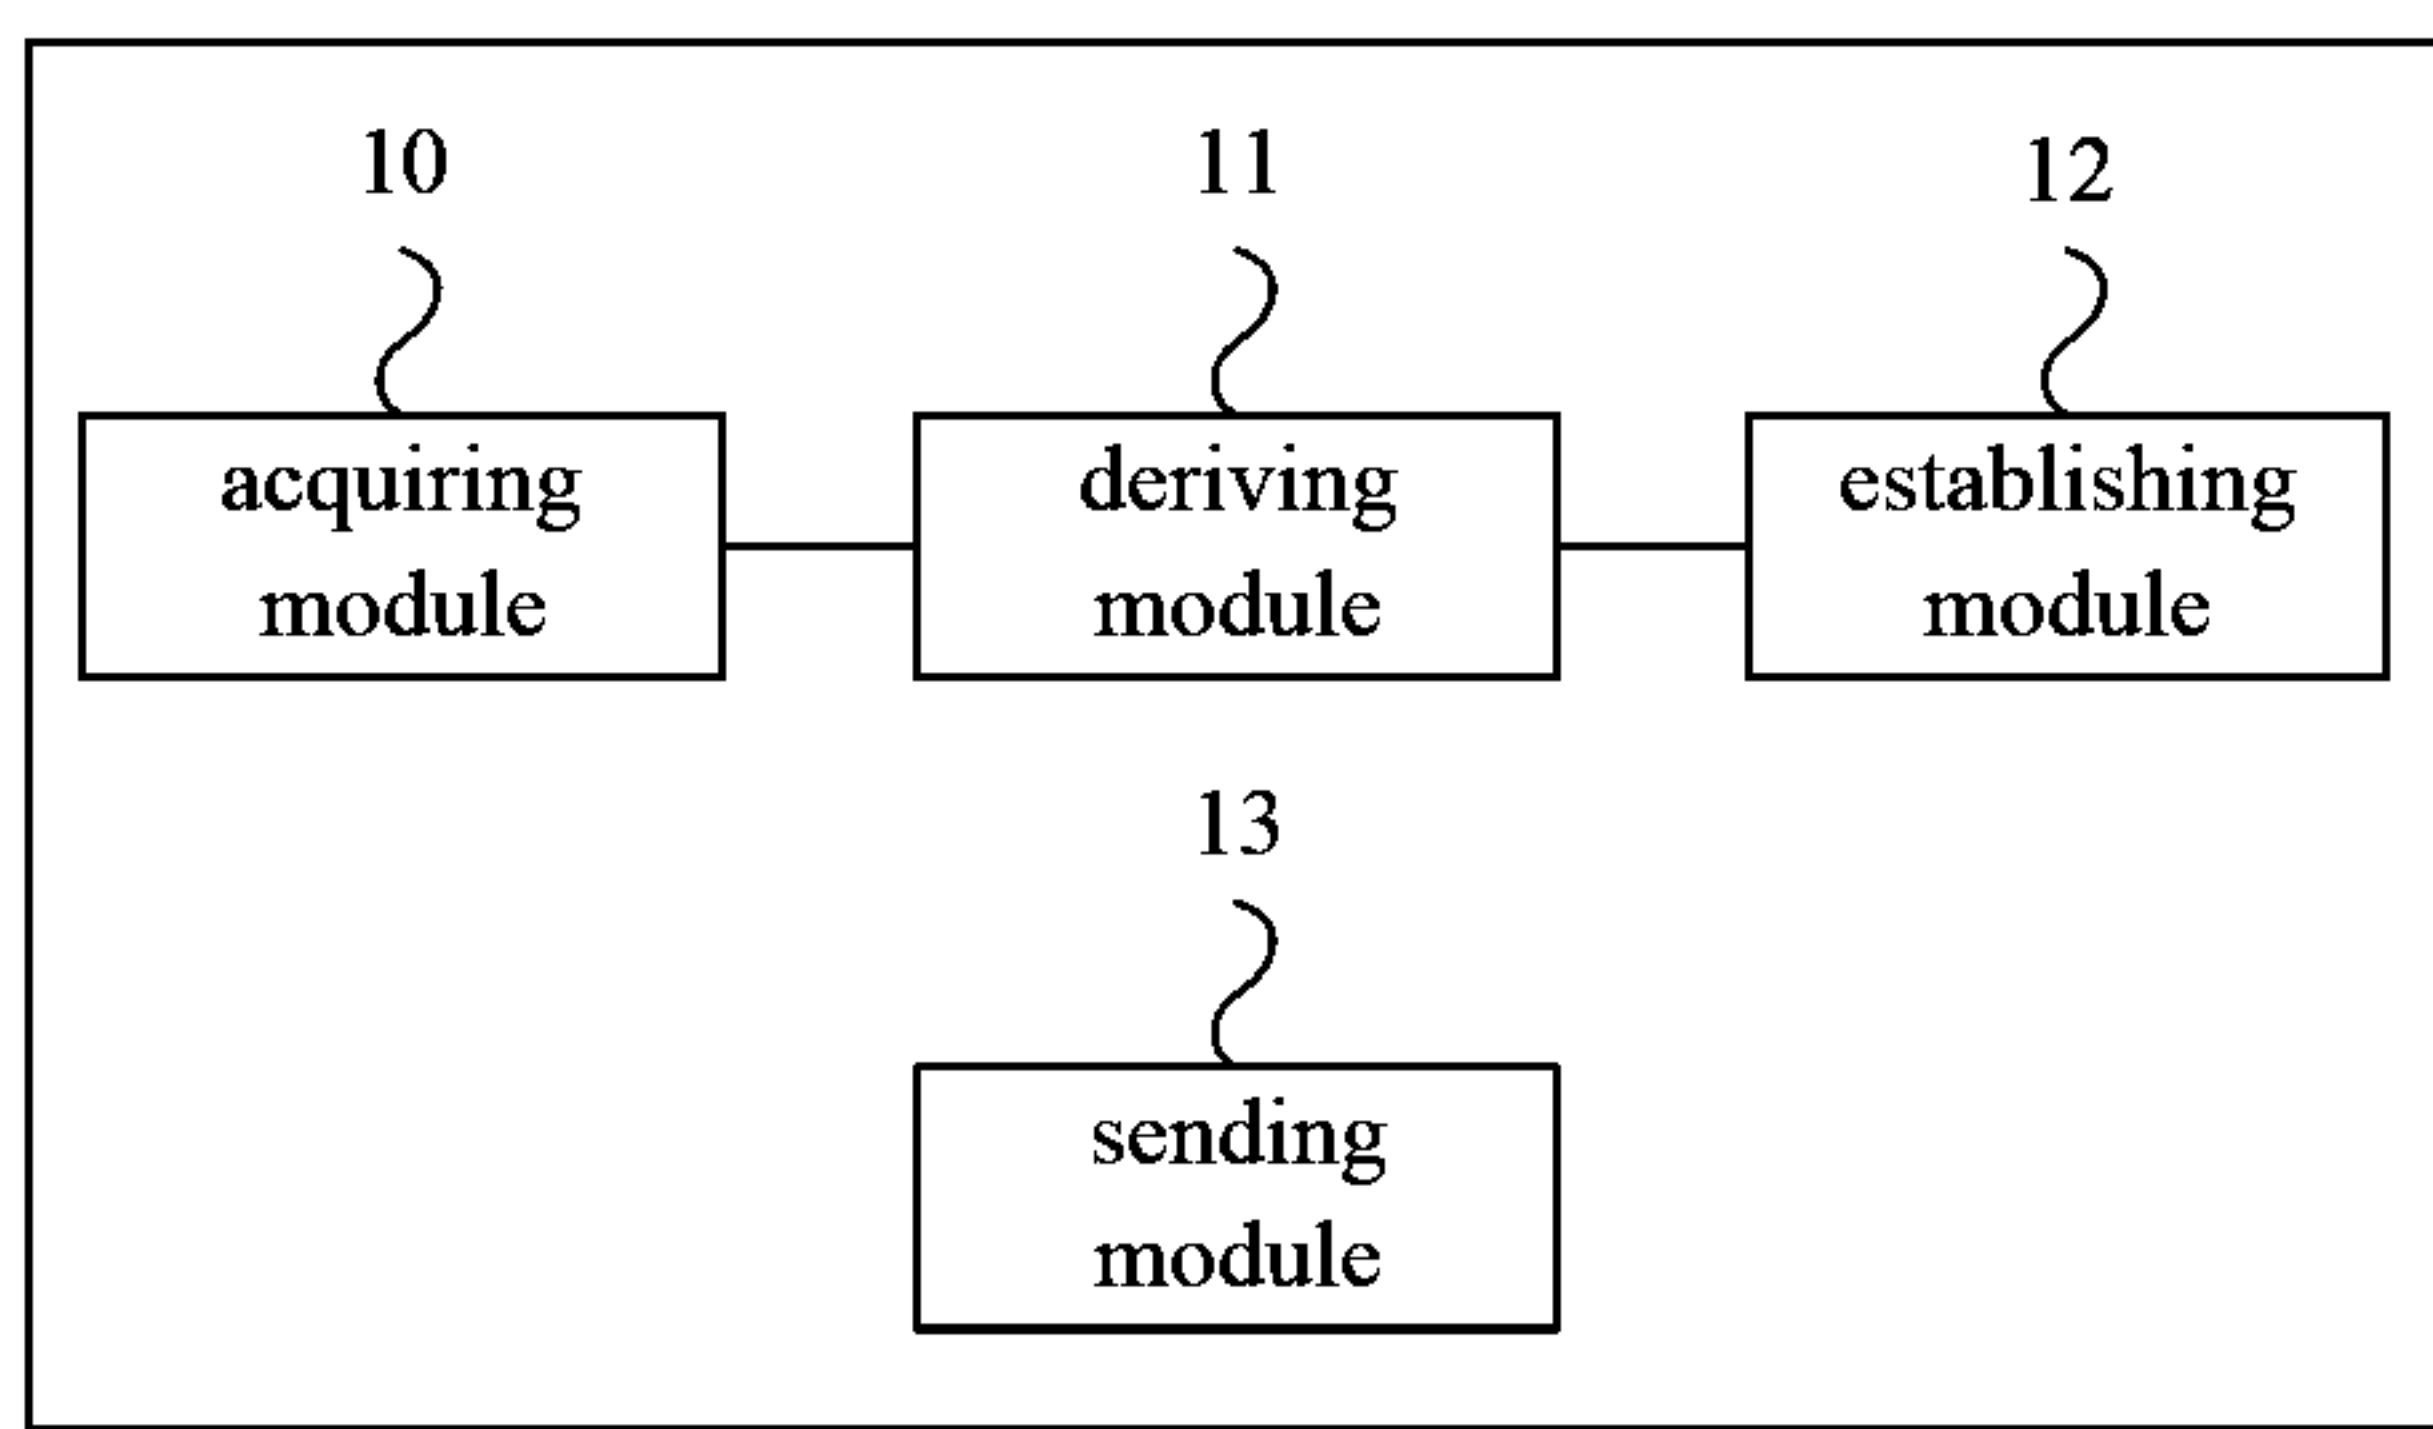 10
11
12
acquiring
module
deriving
module
establishing
module
13
sending
module